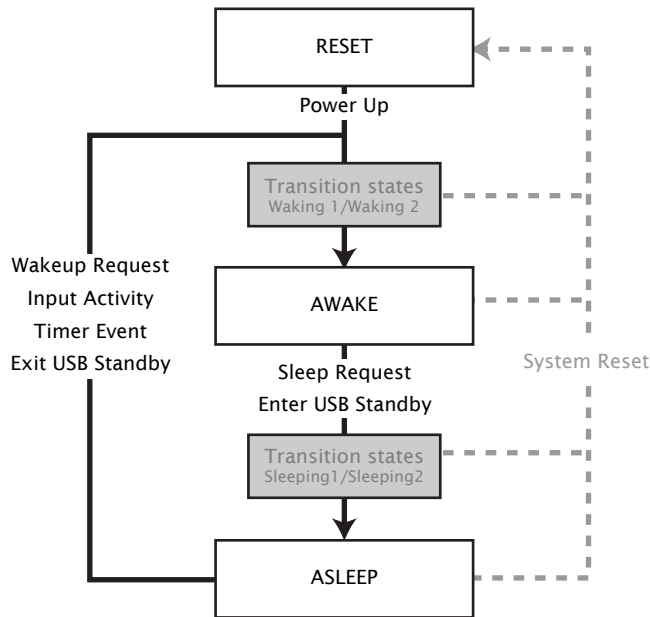 RESET
Power Up
Transition states
Waking 1/Waking 2
Wakeup Request
Input Activity
Timer Event
Exit USB Standby
AWAKE
Sleep Request
Enter USB Standby
System Reset
Transition states
Sleeping1/Sleeping2
ASLEEP